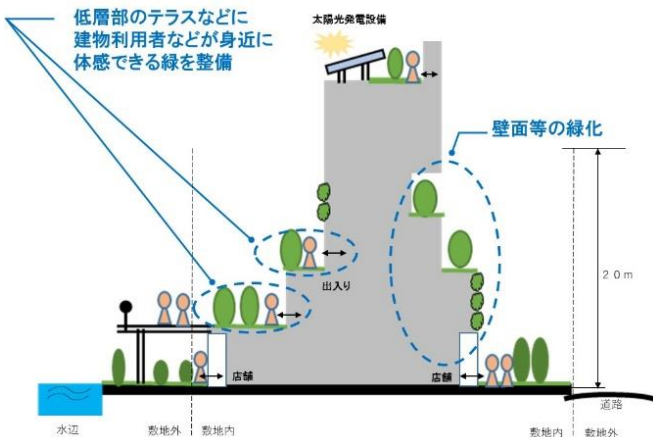 低層部のテラスなどに
建物利用者などが身近に
体感できる緑を整備
太陽光発電設備
壁面等の緑化
２０ｍ
出入り
店舗
店舗
道路
水辺
敷地外
敷地内
敷地内
敷地外